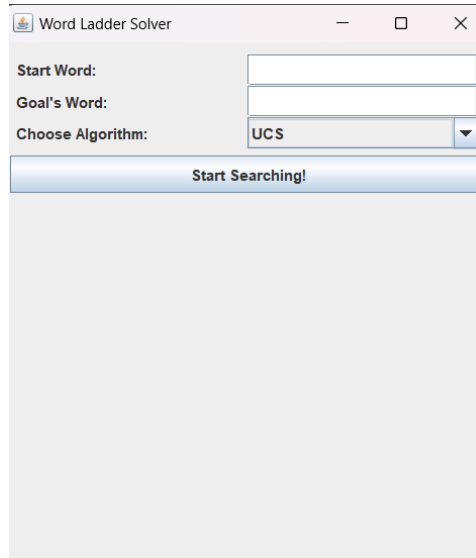 Word Ladder Solver
Start Word:
Goal's Word:
Choose Algorithm: UCS
Start Searching!